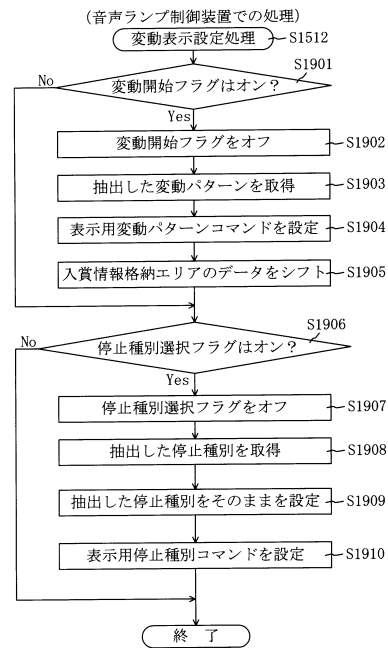 (音声ランプ制御装置での処理)
変動表示設定処理 S1512
S1901
変動開始フラグはオン?
No
Yes
変動開始フラグをオフ S1902
抽出した変動パターンを取得 S1903
表示用変動パターンコマンドを設定 S1904
入賞情報格納エリアのデータをシフト S1905
S1906
停止種別選択フラグはオン?
No
Yes
停止種別選択フラグをオフ S1907
抽出した停止種別を取得 S1908
抽出した停止種別をそのままを設定 S1909
表示用停止種別コマンドを設定 S1910
終 了